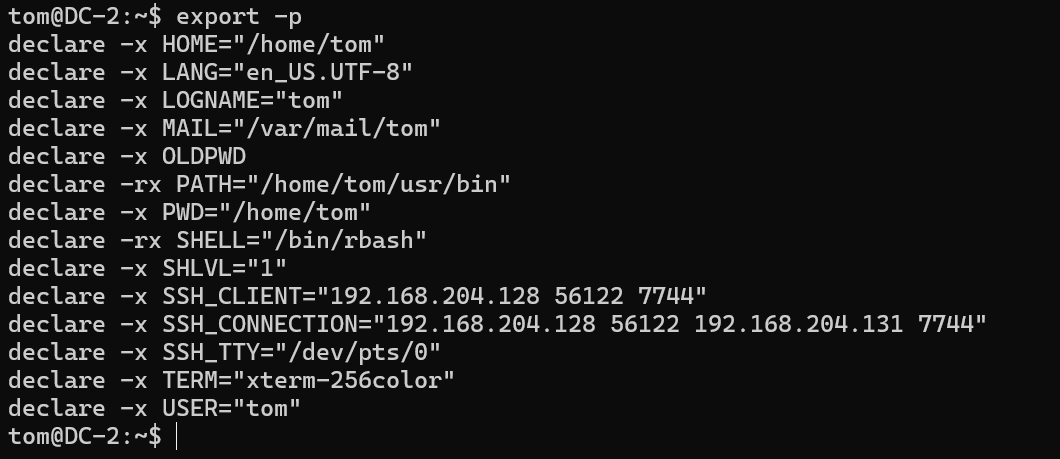 tom@DC-2:~$ export -p
declare -x HOME="/home/tom"
declare -x LANG="en_US.UTF-8"
declare -x LOGNAME="tom"
declare -x MAIL="/var/mail/tom"
declare -x OLDPWD
declare -rx PATH="/home/tom/usr/bin"
declare -x PWD="/home/tom"
declare -rx SHELL="/bin/rbash"
declare -x SHLVL="1"
declare -x SSH_CLIENT="192.168.204.128 56122 7744"
declare -x SSH_CONNECTION="192.168.204.128 56122 192.168.204.131 7744"
declare -x SSH_TTY="/dev/pts/0"
declare -x TERM="xterm-256color"
declare -x USER="tom"
tom@DC-2:~$